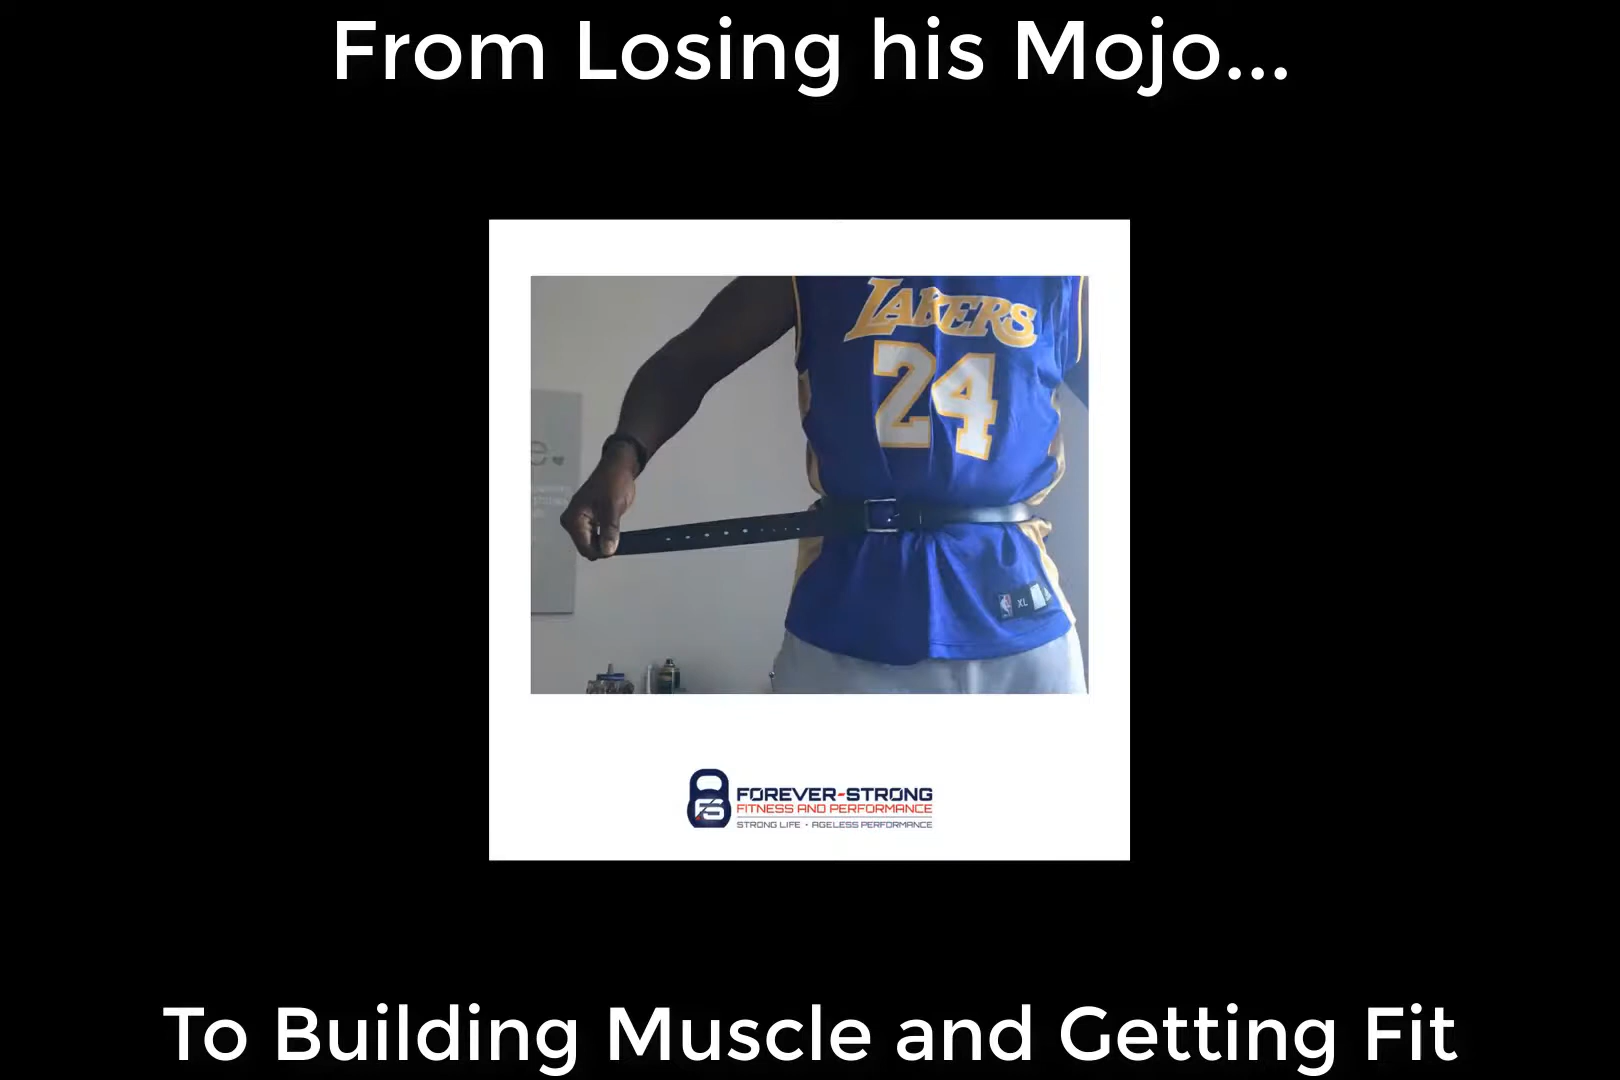 From Losing his Mojo...
LAKERS
24
XL
FOREVER-STRONG
FITNESS AND PERFORMANCE
STRONG LIFE • AGELESS PERFORMANCE
To Building Muscle and Getting Fit